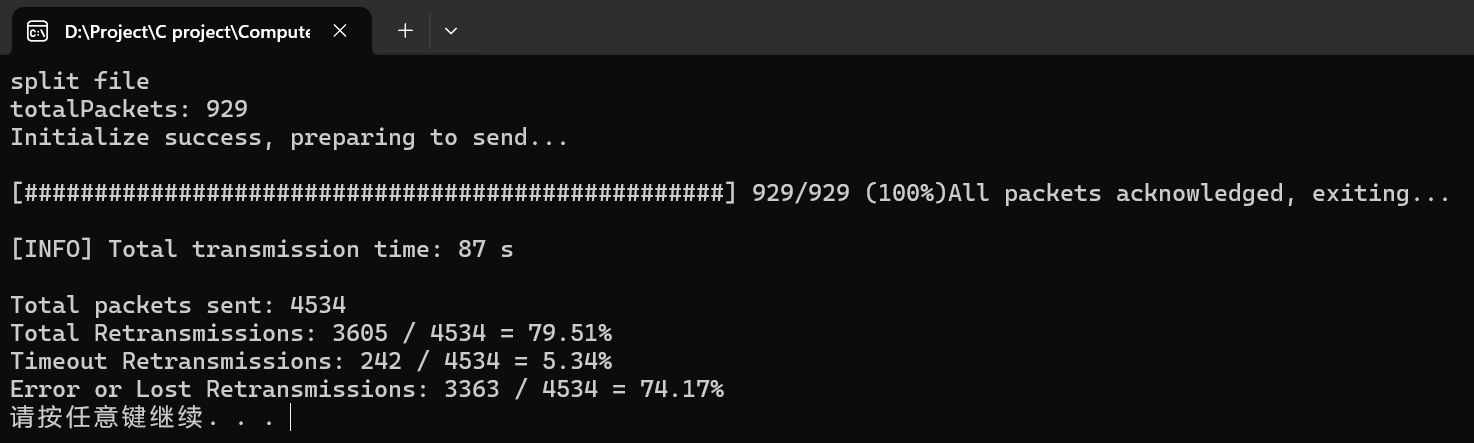 D:\Project\C project\Compute
split file
totalPackets: 929
Initialize success, preparing to send...
[##################################################] 929/929 (100%)All packets acknowledged, exiting...
[INFO] Total transmission time: 87 s
Total packets sent: 4534
Total Retransmissions: 3605 / 4534 = 79.51%
Timeout Retransmissions: 242 / 4534 = 5.34%
Error or Lost Retransmissions: 3363 / 4534 = 74.17%
请按任意键继续. . .